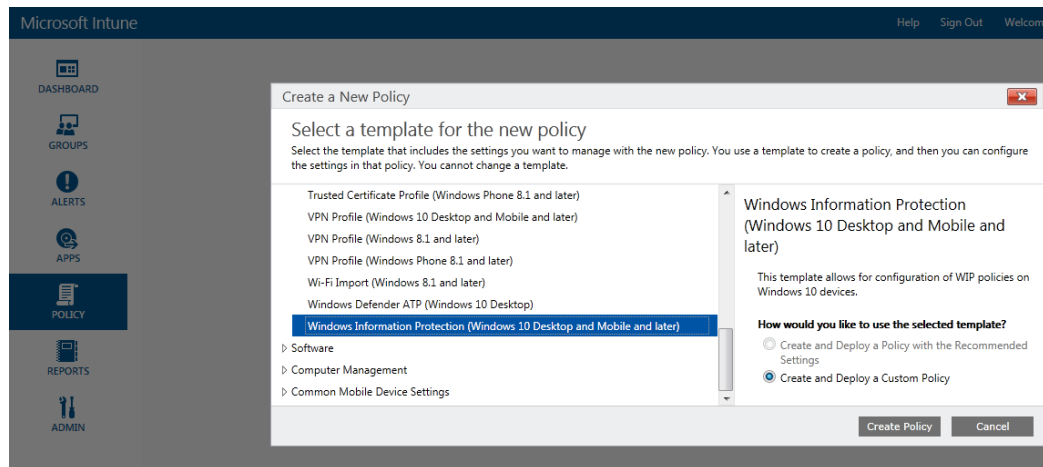 Microsoft Intune
Help Sign Out Welcom
DASHBOARD
GROUPS
ALERTS
APPS
POLICY
REPORTS
ADMIN
Create a New Policy
Select a template for the new policy
Select the template that includes the settings you want to manage with the new policy. You use a template to create a policy, and then you can configure
the settings in that policy. You cannot change a template.
Trusted Certificate Profile (Windows Phone 8.1 and later)
VPN Profile (Windows 10 Desktop and Mobile and later)
VPN Profile (Windows 8.1 and later)
VPN Profile (Windows Phone 8.1 and later)
Wi-Fi Import (Windows 8.1 and later)
Windows Defender ATP (Windows 10 Desktop)
Windows Information Protection (Windows 10 Desktop and Mobile and later)
Software
Computer Management
Common Mobile Device Settings
Windows Information Protection
(Windows 10 Desktop and Mobile and
later)
This template allows for configuration of WIP policies on
Windows 10 devices.
How would you like to use the selected template?
Create and Deploy a Policy with the Recommended
Settings
Create and Deploy a Custom Policy
Create Policy
Cancel